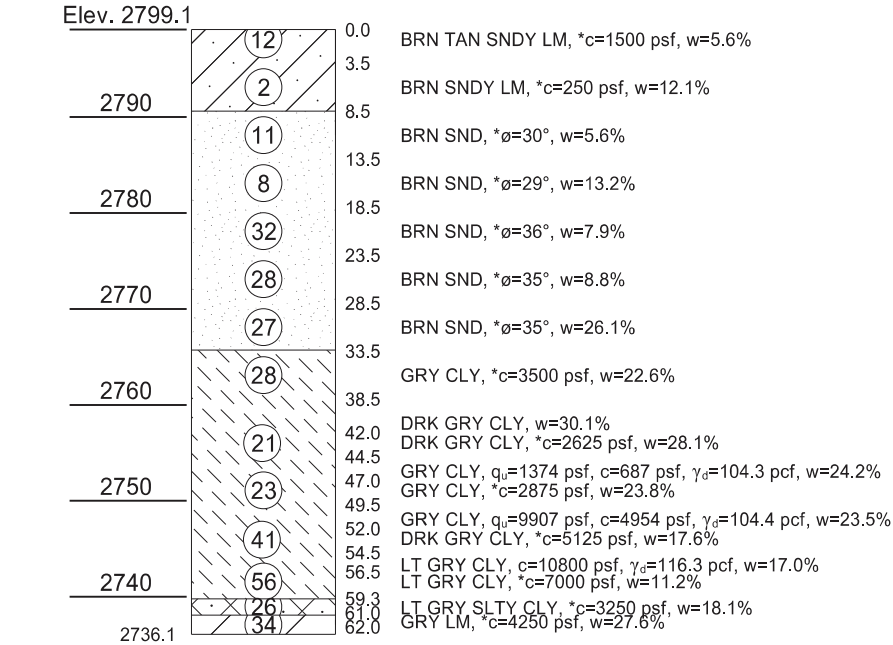 Elev. 2799.1
12 0.0 BRN TAN SNDY LM, *c=1500 psf, w=5.6%
3.5
2 BRN SNDY LM, *c=250 psf, w=12.1%
2790 8.5
11 BRN SND, *ø=30°, w=5.6%
13.5
8 BRN SND, *ø=29°, w=13.2%
2780 18.5
32 BRN SND, *ø=36°, w=7.9%
23.5
28 BRN SND, *ø=35°, w=8.8%
2770 28.5
27 BRN SND, *ø=35°, w=26.1%
33.5
28 GRY CLY, *c=3500 psf, w=22.6%
2760 38.5
DRK GRY CLY, w=30.1%
42.0
21 DRK GRY CLY, *c=2625 psf, w=28.1%
44.5
GRY CLY, qᵤ=1374 psf, c=687 psf, γd=104.3 pcf, w=24.2%
2750 47.0
23 GRY CLY, *c=2875 psf, w=23.8%
49.5
GRY CLY, qᵤ=9907 psf, c=4954 psf, γd=104.4 pcf, w=23.5%
52.0
41 DRK GRY CLY, *c=5125 psf, w=17.6%
54.5
LT GRY CLY, c=10800 psf, γd=116.3 pcf, w=17.0%
56.5
56 LT GRY CLY, *c=7000 psf, w=11.2%
2740 59.3
26 LT GRY SLTY CLY, *c=3250 psf, w=18.1%
61.0
34 GRY LM, *c=4250 psf, w=27.6%
62.0
2736.1